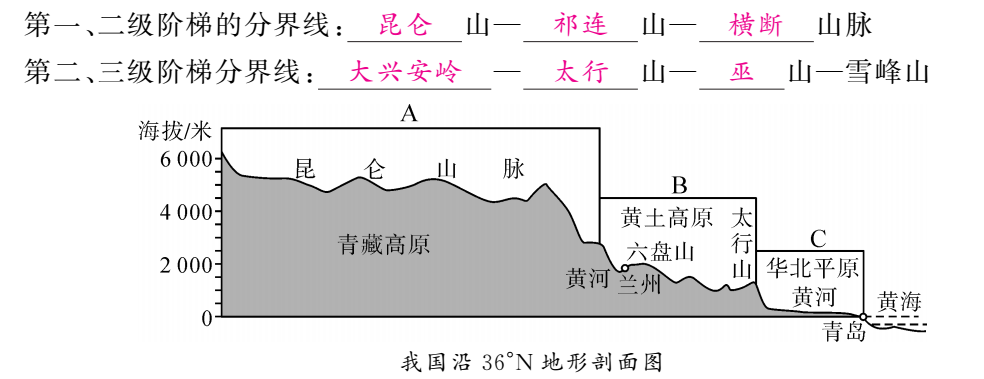 第一、二级阶梯的分界线：昆仑山—祁连山—横断山脉
第二、三级阶梯分界线：大兴安岭—太行山—巫山—雪峰山
A
海拔/米
6 000
昆仑山脉
B
4 000
黄土高原
太行山
青藏高原
C
六盘山
2 000
华北平原
黄河
兰州
黄河
黄海
0
青岛
我国沿 36°N 地形剖面图